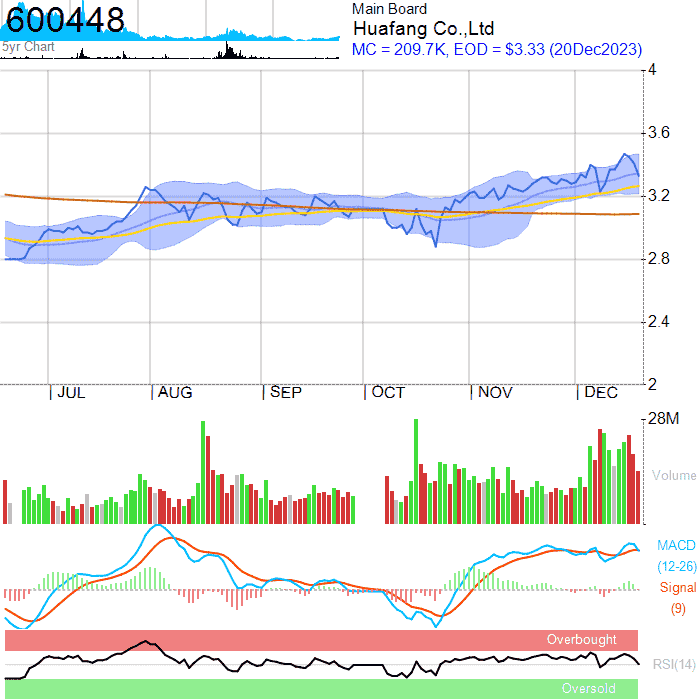 600448
5yr Chart
Main Board
Huafang Co.,Ltd
MC = 209.7K, EOD = $3.33 (20Dec2023)
4
3.6
3.2
2.8
2.4
2
JUL
AUG
SEP
OCT
NOV
DEC
28M
Volume
MACD
(12-26)
Signal
(9)
Overbought
RSI(14)
Oversold